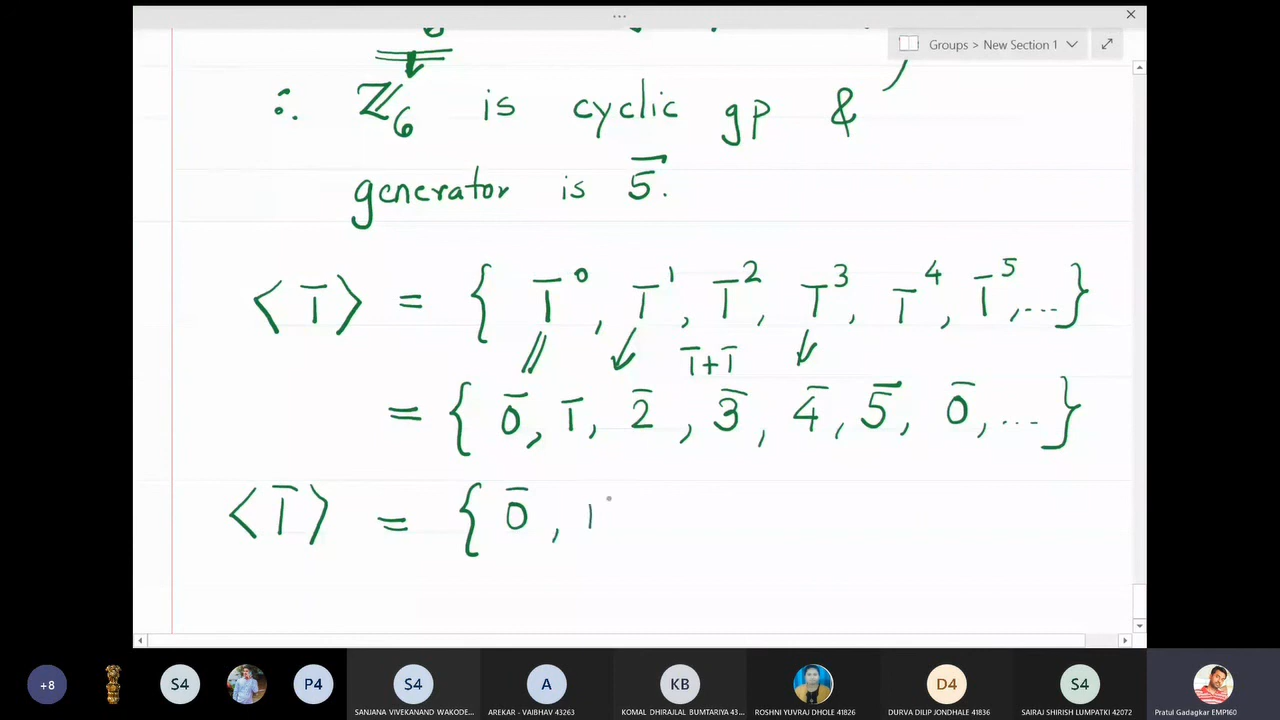 Groups > New Section 1
∴ ℤ₆ is cyclic gp &
generator is 5̅.
⟨1̅⟩ = { 1̅⁰, 1̅¹, 1̅², 1̅³, 1̅⁴, 1̅⁵, ... }
1̅+1̅
= { 0̅, 1̅, 2̅, 3̅, 4̅, 5̅, 0̅, ... }
⟨1̅⟩ = { 0̅, 1
+8 S4 P4 S4 A KB D4 S4
SANJANA VIVEKANAND WAKODE... AREKAR - VAIBHAV 43263 KOMAL DHIRAJLAL BUMTARIYA 43... ROSHNI YUVRAJ DHOLE 41826 DURVA DILIP JONDHALE 41836 SAIRAJ SHIRISH LUMPATKI 42072 Pratul Gadagkar EMP160